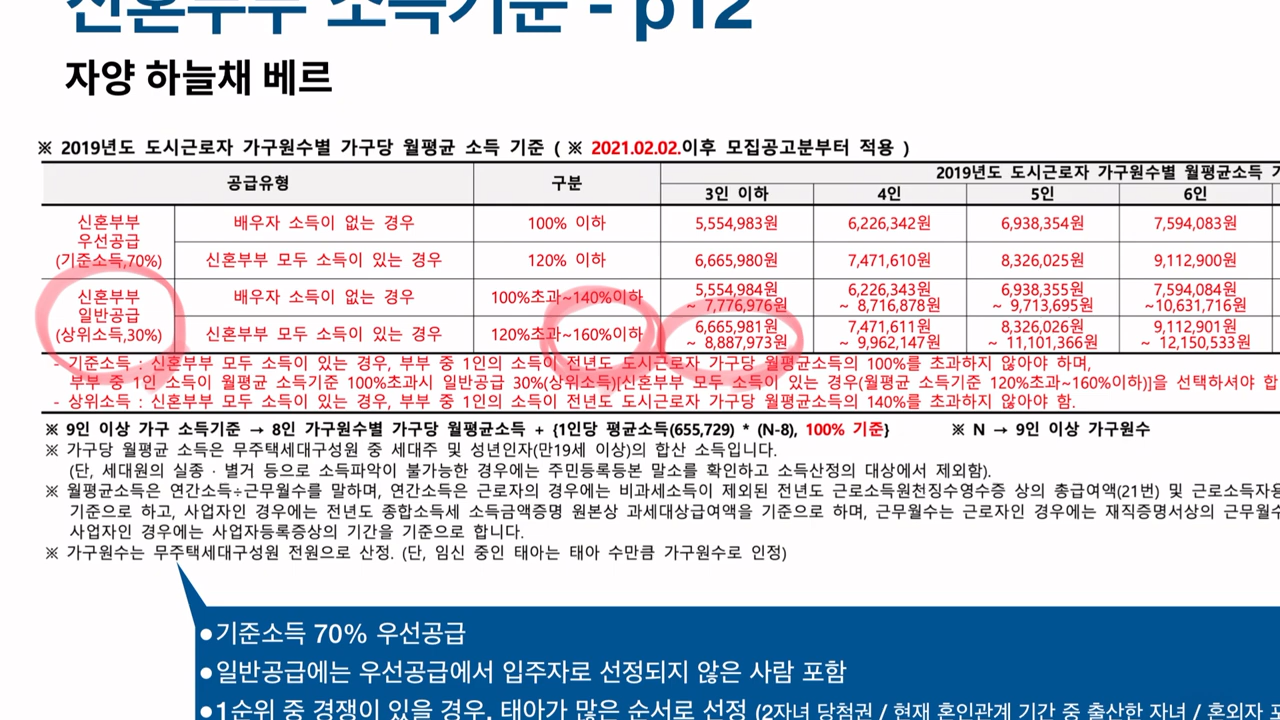 신혼부부 소득기준 - p12
자양 하늘채 베르
※ 2019년도 도시근로자 가구원수별 가구당 월평균 소득 기준 ( ※ 2021.02.02.이후 모집공고분부터 적용 )
공급유형 구분 2019년도 도시근로자 가구원수별 월평균소득
3인 이하 4인 5인 6인
신혼부부 우선공급 (기준소득,70%) 배우자 소득이 없는 경우 100% 이하 5,554,983원 6,226,342원 6,938,354원 7,594,083원
신혼부부 모두 소득이 있는 경우 120% 이하 6,665,980원 7,471,610원 8,326,025원 9,112,900원
신혼부부 일반공급 (상위소득,30%) 배우자 소득이 없는 경우 100%초과~140%이하 5,554,984원 ~ 7,776,976원 6,226,343원 ~ 8,716,878원 6,938,355원 ~ 9,713,695원 7,594,084원 ~10,631,716원
신혼부부 모두 소득이 있는 경우 120%초과~160%이하 6,665,981원 ~ 8,887,973원 7,471,611원 ~ 9,962,147원 8,326,026원 ~ 11,101,366원 9,112,901원 ~ 12,150,533원
- 기준소득 : 신혼부부 모두 소득이 있는 경우, 부부 중 1인의 소득이 전년도 도시근로자 가구당 월평균소득의 100%를 초과하지 않아야 하며,
부부 중 1인 소득이 월평균 소득기준 100%초과시 일반공급 30%(상위소득)[신혼부부 모두 소득이 있는 경우(월평균 소득기준 120%초과~160%이하)]을 선택하셔야 합
- 상위소득 : 신혼부부 모두 소득이 있는 경우, 부부 중 1인의 소득이 전년도 도시근로자 가구당 월평균소득의 140%를 초과하지 않아야 함.
※ 9인 이상 가구 소득기준 → 8인 가구원수별 가구당 월평균소득 + {1인당 평균소득(655,729) * (N-8), 100% 기준} ※ N → 9인 이상 가구원수
※ 가구당 월평균 소득은 무주택세대구성원 중 세대주 및 성년인자(만19세 이상)의 합산 소득입니다.
(단, 세대원의 실종 · 별거 등으로 소득파악이 불가능한 경우에는 주민등록등본 말소를 확인하고 소득산정의 대상에서 제외함).
※ 월평균소득은 연간소득÷근무월수를 말하며, 연간소득은 근로자의 경우에는 비과세소득이 제외된 전년도 근로소득원천징수영수증 상의 총급여액(21번) 및 근로소득자용
기준으로 하고, 사업자인 경우에는 전년도 종합소득세 소득금액증명 원본상 과세대상급여액을 기준으로 하며, 근무월수는 근로자인 경우에는 재직증명서상의 근무월수
사업자인 경우에는 사업자등록증상의 기간을 기준으로 합니다.
※ 가구원수는 무주택세대구성원 전원으로 산정. (단, 임신 중인 태아는 태아 수만큼 가구원수로 인정)
●기준소득 70% 우선공급
●일반공급에는 우선공급에서 입주자로 선정되지 않은 사람 포함
●1순위 중 경쟁이 있을 경우, 태아가 많은 순서로 선정 (2자녀 당첨권 / 현재 혼인관계 기간 중 출산한 자녀 / 혼외자